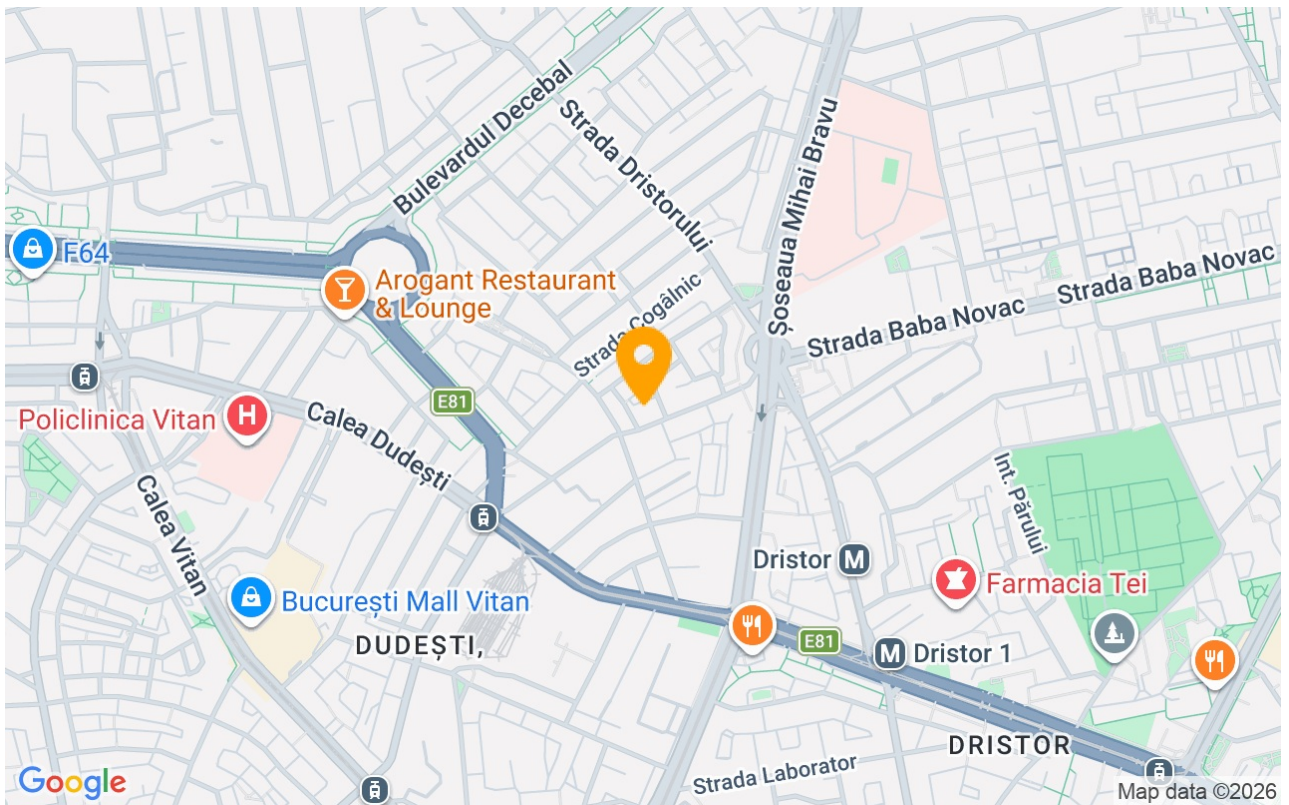 Bulevardul Decebal
Strada Dristorului
Șoseaua Mihai Bravu
F64
Arogant Restaurant
& Lounge
Strada Cogâlnic
Strada Baba Novac
Strada Baba Novac
E81
Policlinica Vitan
H
Calea Dudești
Calea Vitan
Int. Părului
Dristor M
Farmacia Tei
București Mall Vitan
DUDEȘTI,
E81
M Dristor 1
DRISTOR
Strada Laborator
Google
Map data ©2026